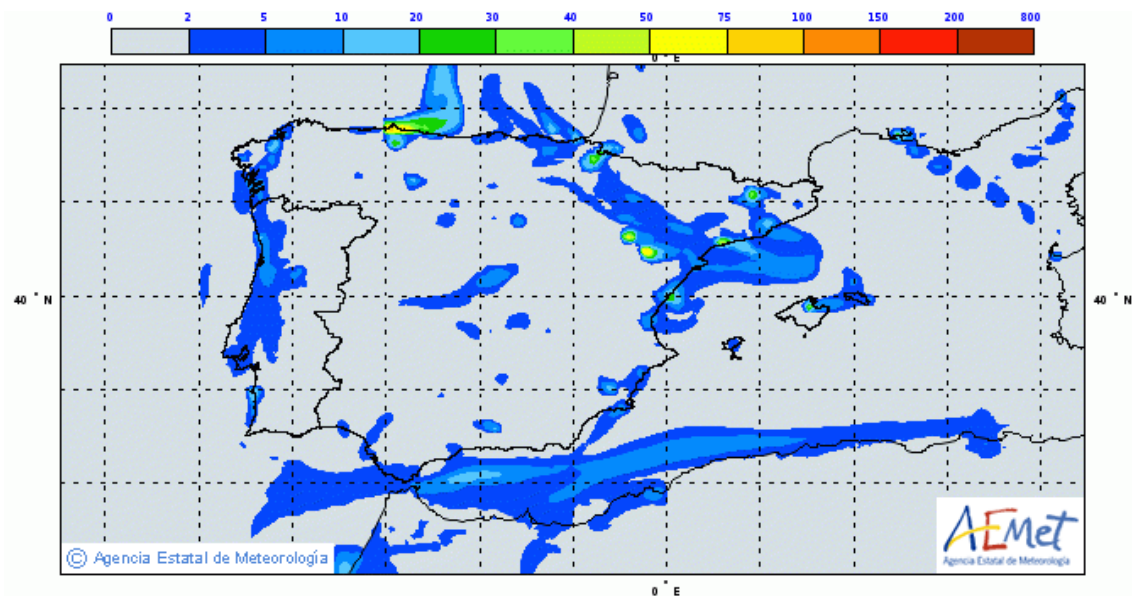 0 2 5 10 20 30 40 50 75 100 150 200 800
0 ° E
40 ° N 40 ° N
© Agencia Estatal de Meteorología
AEMet
Agencia Estatal de Meteorología
0 ° E